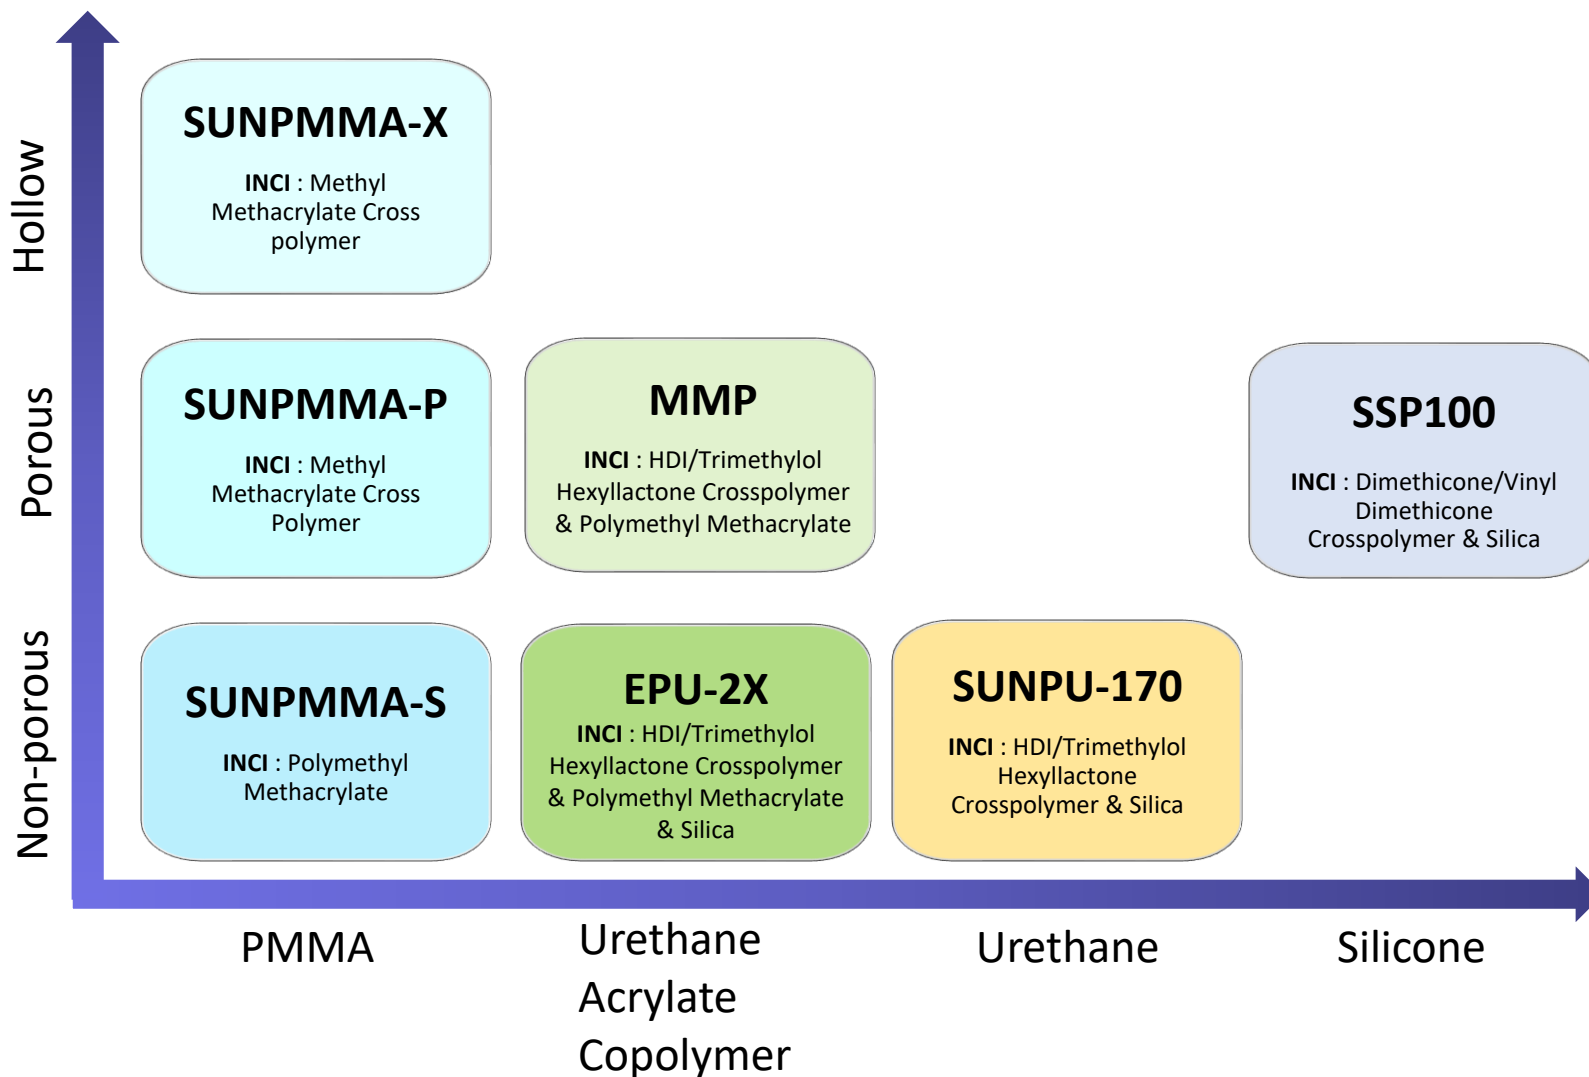 Hollow
SUNPMMA-X
INCI : Methyl
Methacrylate Cross
polymer
Porous
SUNPMMA-P
INCI : Methyl
Methacrylate Cross
Polymer
MMP
INCI : HDI/Trimethylol
Hexyllactone Crosspolymer
& Polymethyl Methacrylate
SSP100
INCI : Dimethicone/Vinyl
Dimethicone
Crosspolymer & Silica
Non-porous
SUNPMMA-S
INCI : Polymethyl
Methacrylate
EPU-2X
INCI : HDI/Trimethylol
Hexyllactone Crosspolymer
& Polymethyl Methacrylate
& Silica
SUNPU-170
INCI : HDI/Trimethylol
Hexyllactone
Crosspolymer & Silica
PMMA
Urethane
Acrylate
Copolymer
Urethane
Silicone